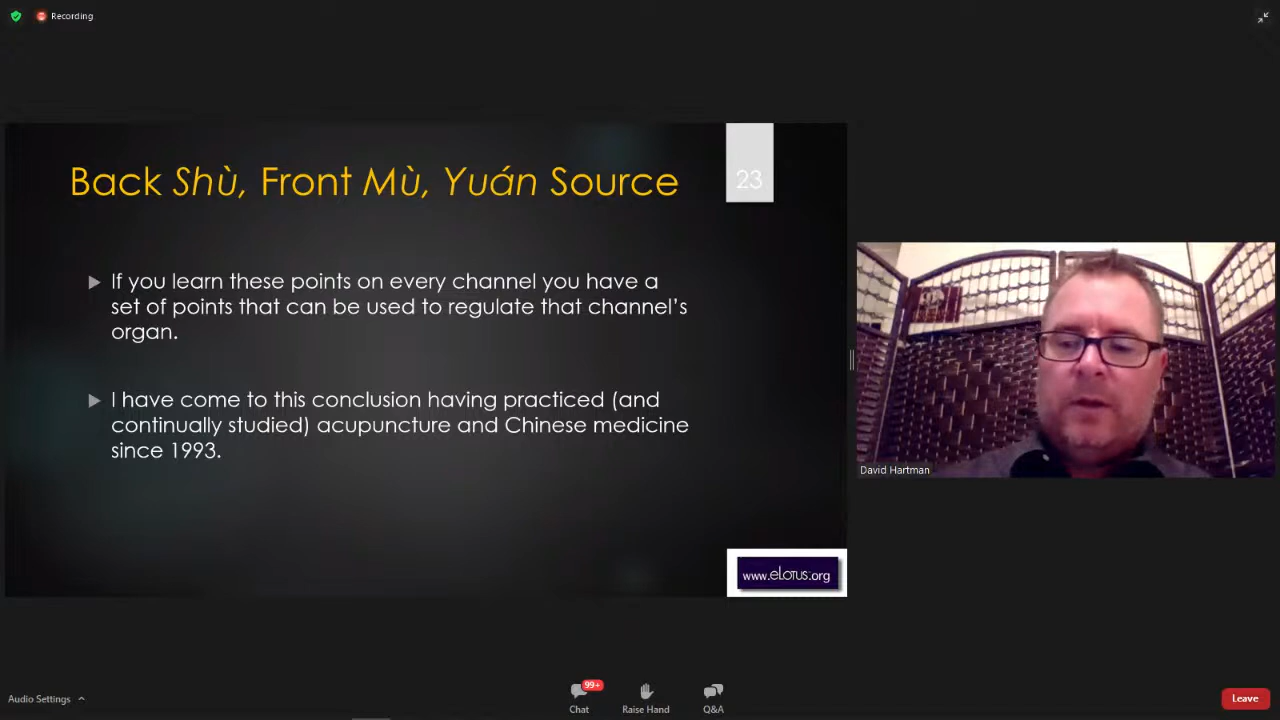 Recording
Back Shù, Front Mù, Yuán Source
23
If you learn these points on every channel you have a
set of points that can be used to regulate that channel's
organ.
I have come to this conclusion having practiced (and
continually studied) acupuncture and Chinese medicine
since 1993.
www.eLotus.org
David Hartman
Audio Settings
99+
Chat
Raise Hand
Q&A
Leave